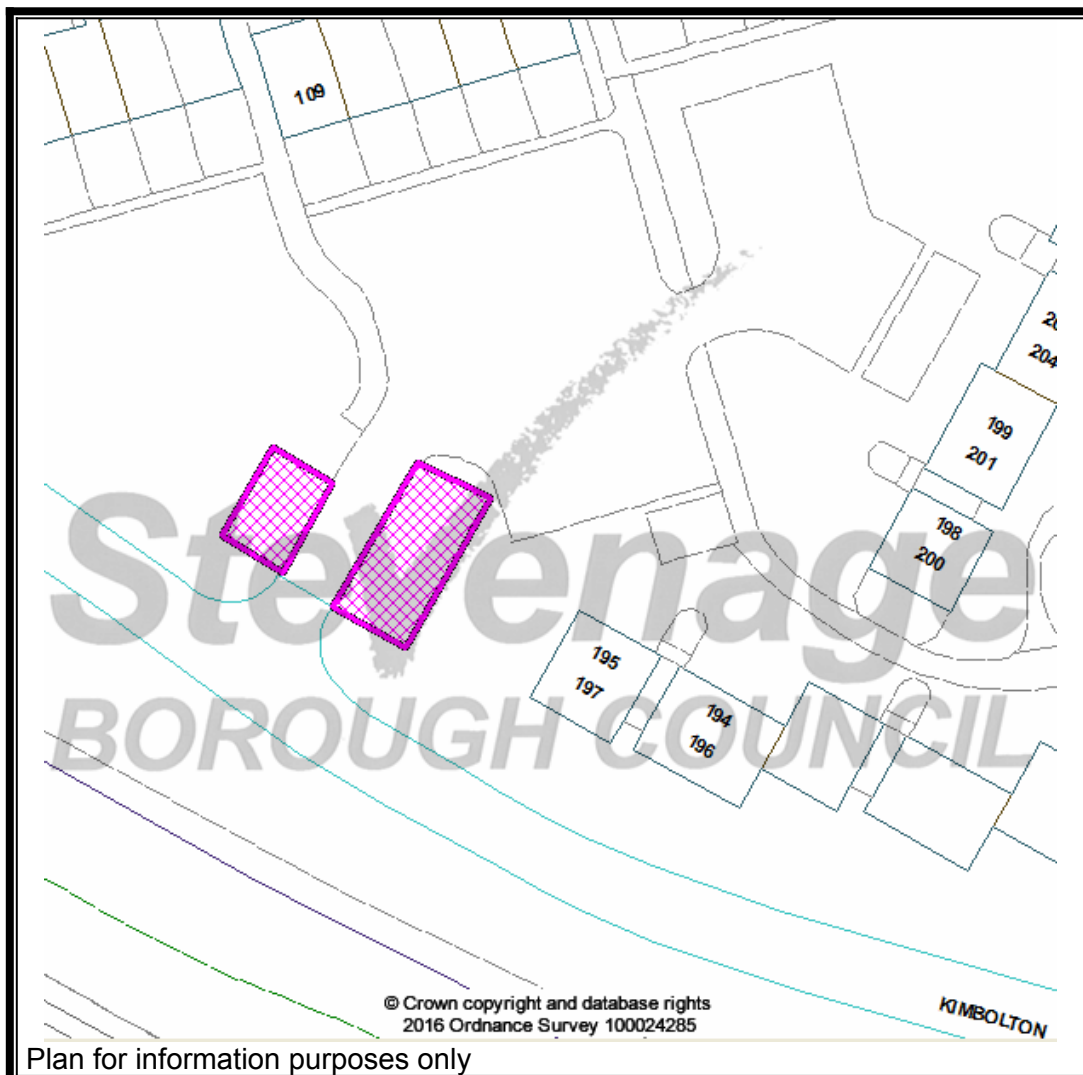 109
204
199
201
198
200
195
197
194
196
Stevenage
BOROUGH COUNCIL
© Crown copyright and database rights
2016 Ordnance Survey 100024285
KIMBOLTON
Plan for information purposes only